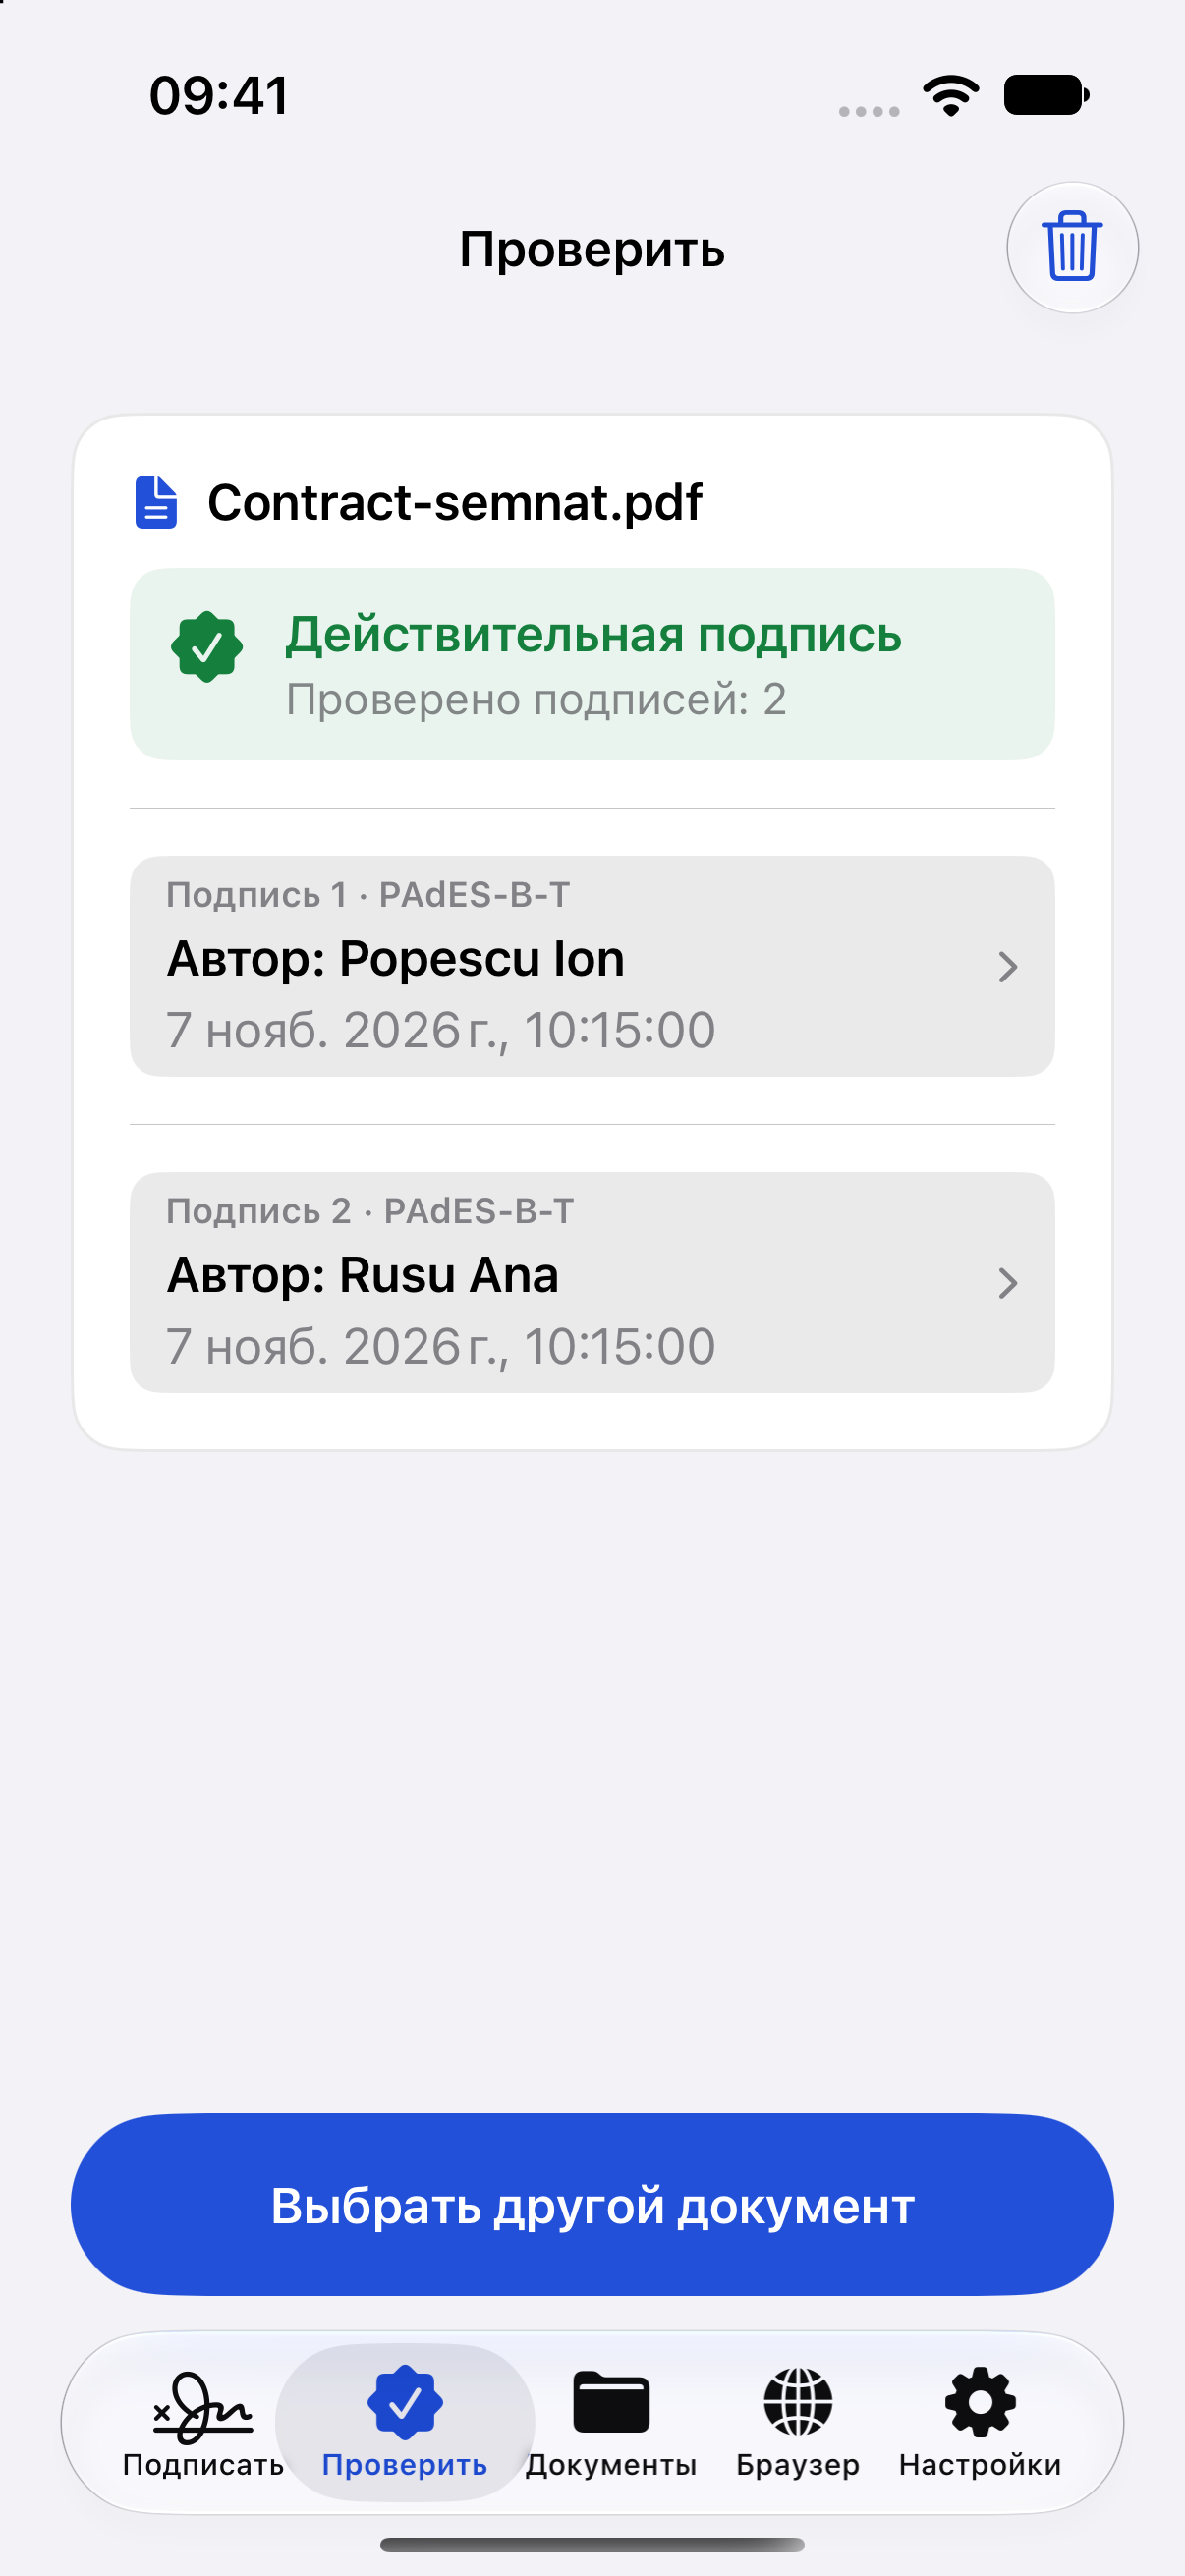 09:41
Проверить
Contract-semnat.pdf
Действительная подпись
Проверено подписей: 2
Подпись 1 · PAdES-B-T
Автор: Popescu Ion
7 нояб. 2026 г., 10:15:00
Подпись 2 · PAdES-B-T
Автор: Rusu Ana
7 нояб. 2026 г., 10:15:00
Выбрать другой документ
Подписать Проверить Документы Браузер Настройки